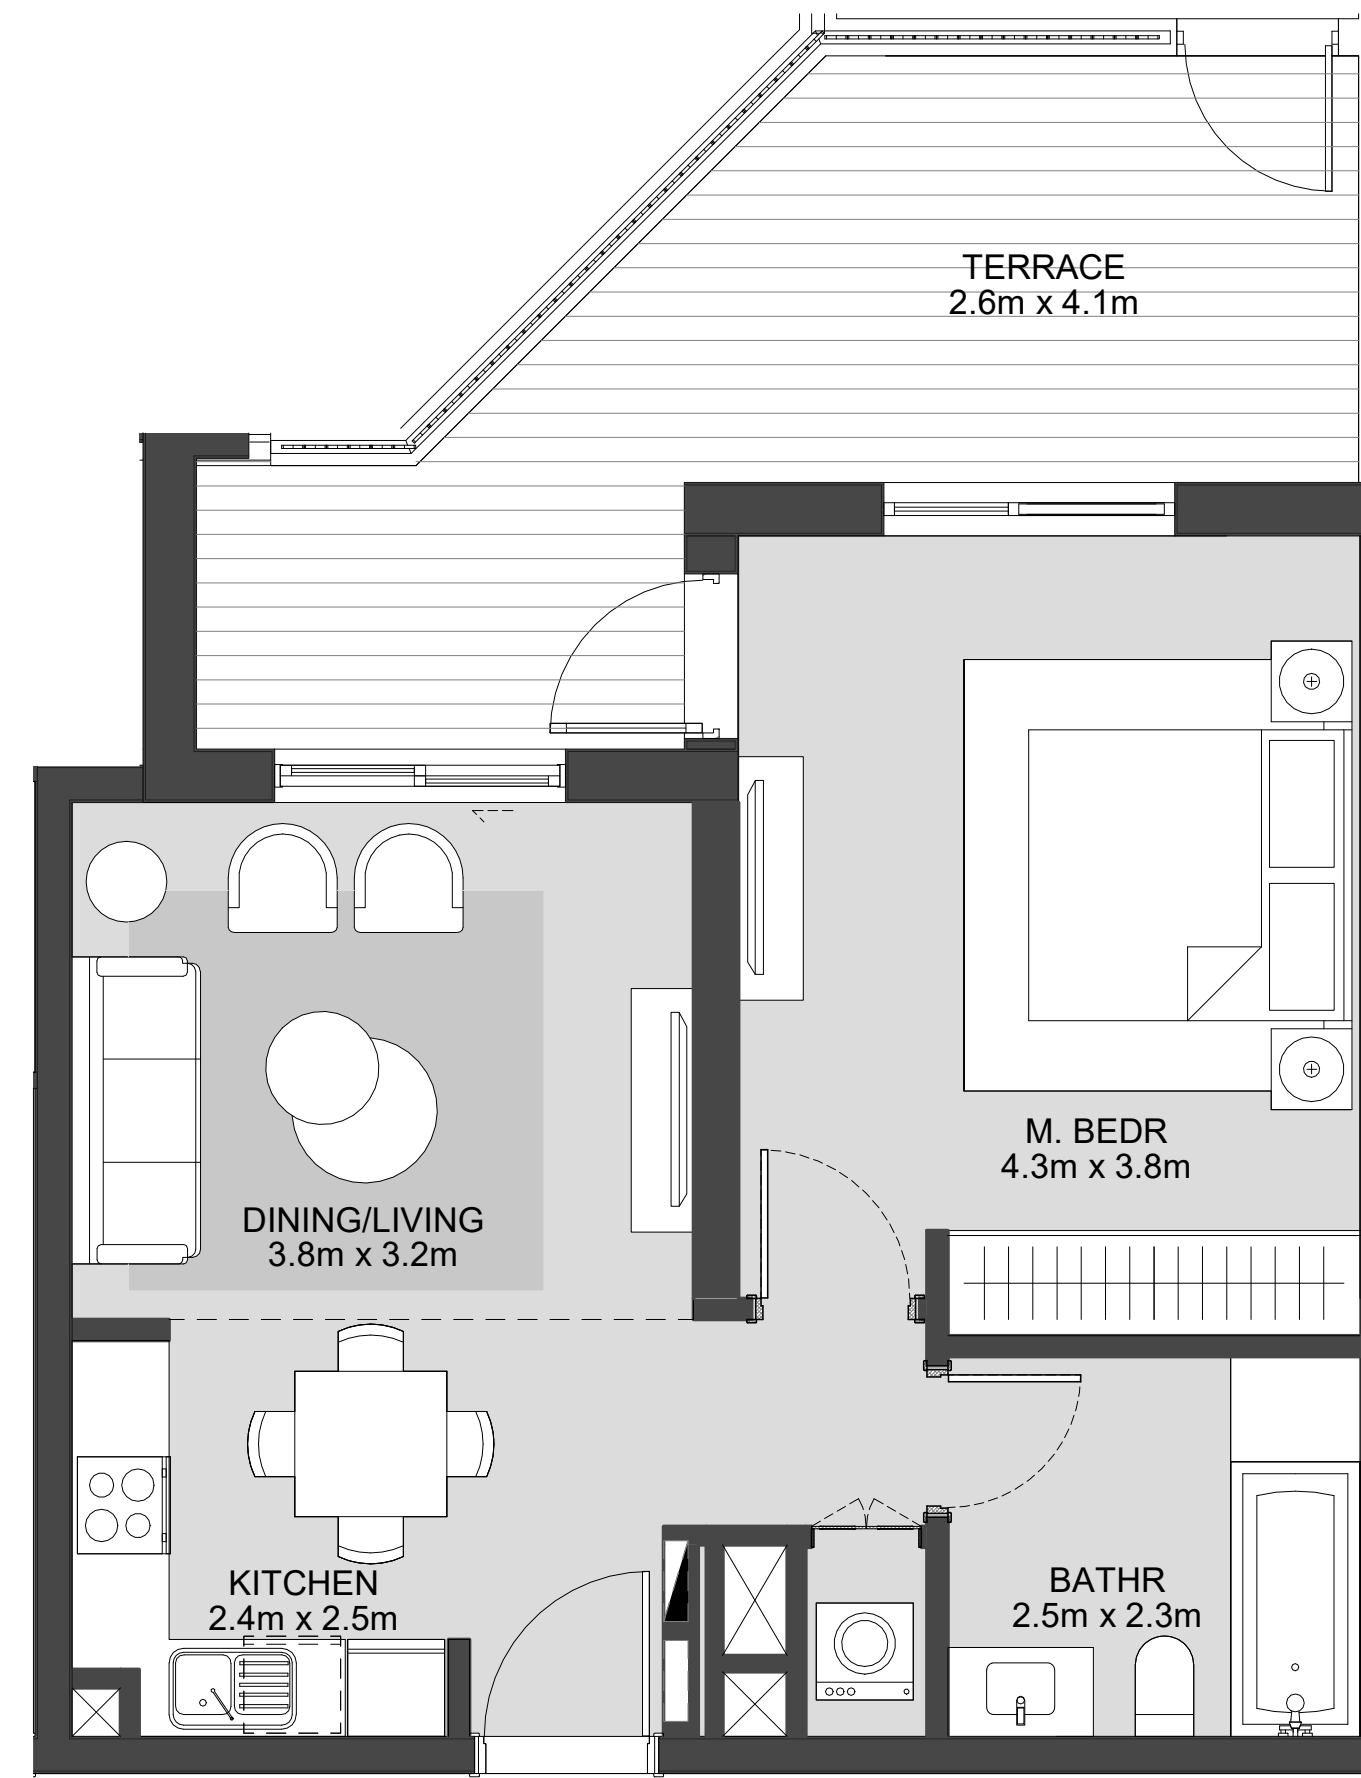 TERRACE
2.6m x 4.1m
M. BEDR
4.3m x 3.8m
DINING/LIVING
3.8m x 3.2m
KITCHEN
2.4m x 2.5m
BATHR
2.5m x 2.3m